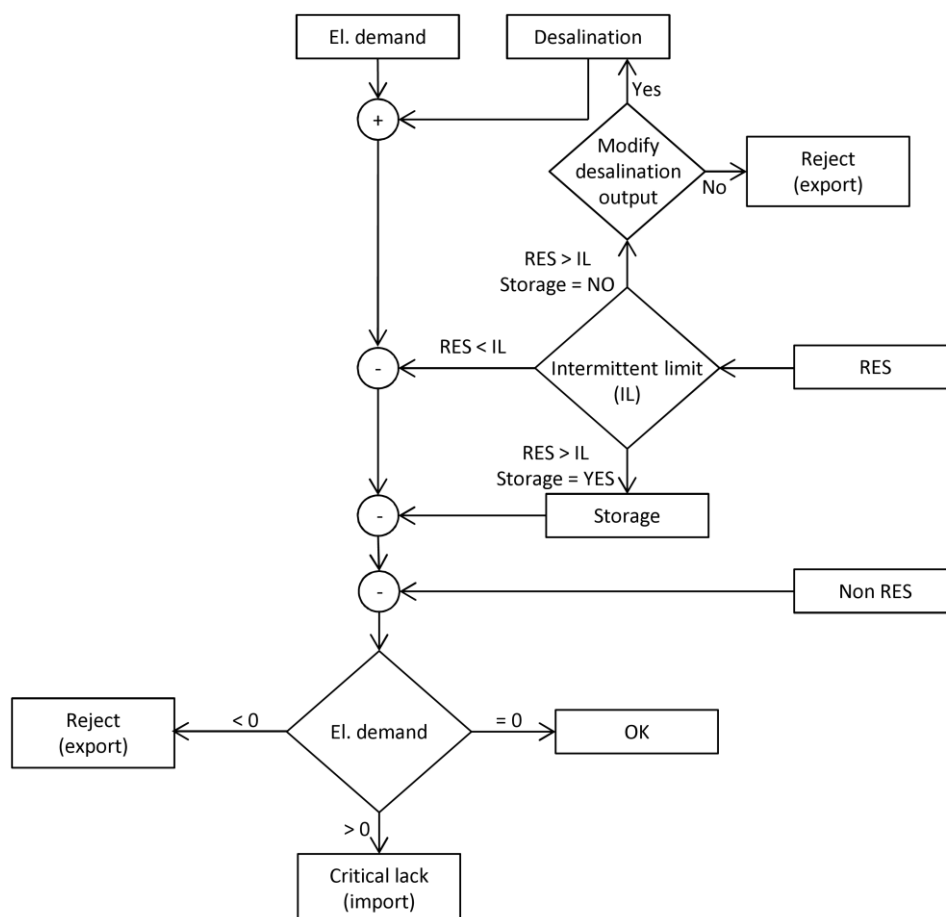 El. demand
Desalination
Yes
+
Modify
desalination
output
No
Reject
(export)
RES > IL
Storage = NO
RES < IL
-
Intermittent limit
(IL)
RES
RES > IL
Storage = YES
-
Storage
-
Non RES
Reject
(export)
< 0
El. demand
= 0
OK
> 0
Critical lack
(import)